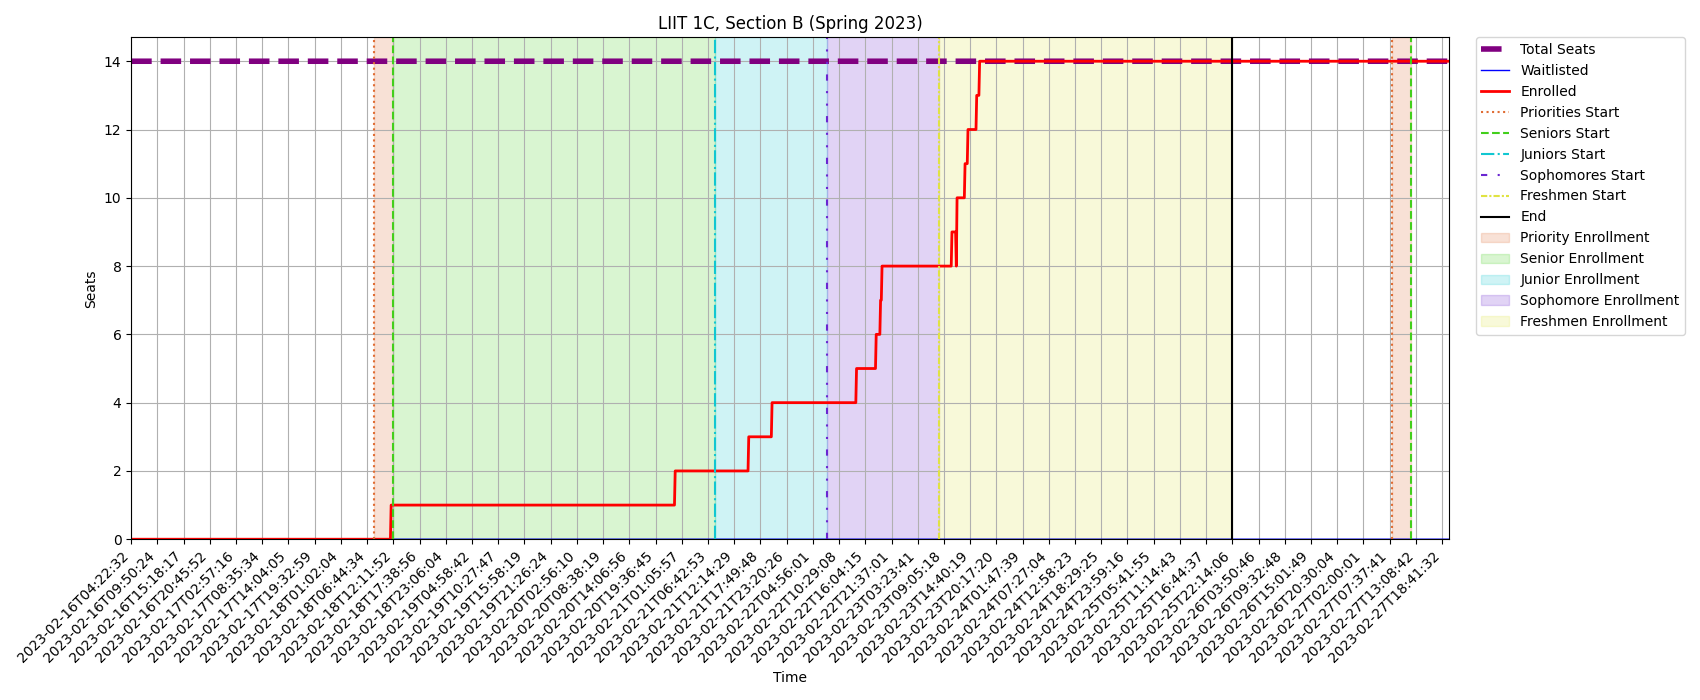 LIIT 1C, Section B (Spring 2023)
14
12
10
8
6
4
2
0
Seats
2023-02-16T04:22:32
2023-02-16T09:50:24
2023-02-16T15:18:17
2023-02-16T20:45:52
2023-02-17T02:57:16
2023-02-17T08:35:34
2023-02-17T14:04:05
2023-02-17T19:32:59
2023-02-18T01:02:04
2023-02-18T06:44:34
2023-02-18T12:11:52
2023-02-18T17:38:56
2023-02-18T23:06:04
2023-02-19T04:58:42
2023-02-19T10:27:47
2023-02-19T15:58:19
2023-02-19T21:26:24
2023-02-20T02:56:10
2023-02-20T08:38:19
2023-02-20T14:06:56
2023-02-20T19:36:45
2023-02-21T01:05:57
2023-02-21T06:42:53
2023-02-21T12:14:29
2023-02-21T17:49:48
2023-02-21T23:20:26
2023-02-22T04:56:01
2023-02-22T10:29:08
2023-02-22T16:04:15
2023-02-22T21:37:01
2023-02-23T03:23:41
2023-02-23T09:05:18
2023-02-23T14:40:19
2023-02-23T20:17:20
2023-02-24T01:47:39
2023-02-24T07:27:04
2023-02-24T12:58:23
2023-02-24T18:29:25
2023-02-24T23:59:16
2023-02-25T05:41:55
2023-02-25T11:14:43
2023-02-25T16:44:37
2023-02-25T22:14:06
2023-02-26T03:50:46
2023-02-26T09:32:48
2023-02-26T15:01:49
2023-02-26T20:30:04
2023-02-27T02:00:01
2023-02-27T07:37:41
2023-02-27T13:08:42
2023-02-27T18:41:32
Time
Total Seats
Waitlisted
Enrolled
Priorities Start
Seniors Start
Juniors Start
Sophomores Start
Freshmen Start
End
Priority Enrollment
Senior Enrollment
Junior Enrollment
Sophomore Enrollment
Freshmen Enrollment